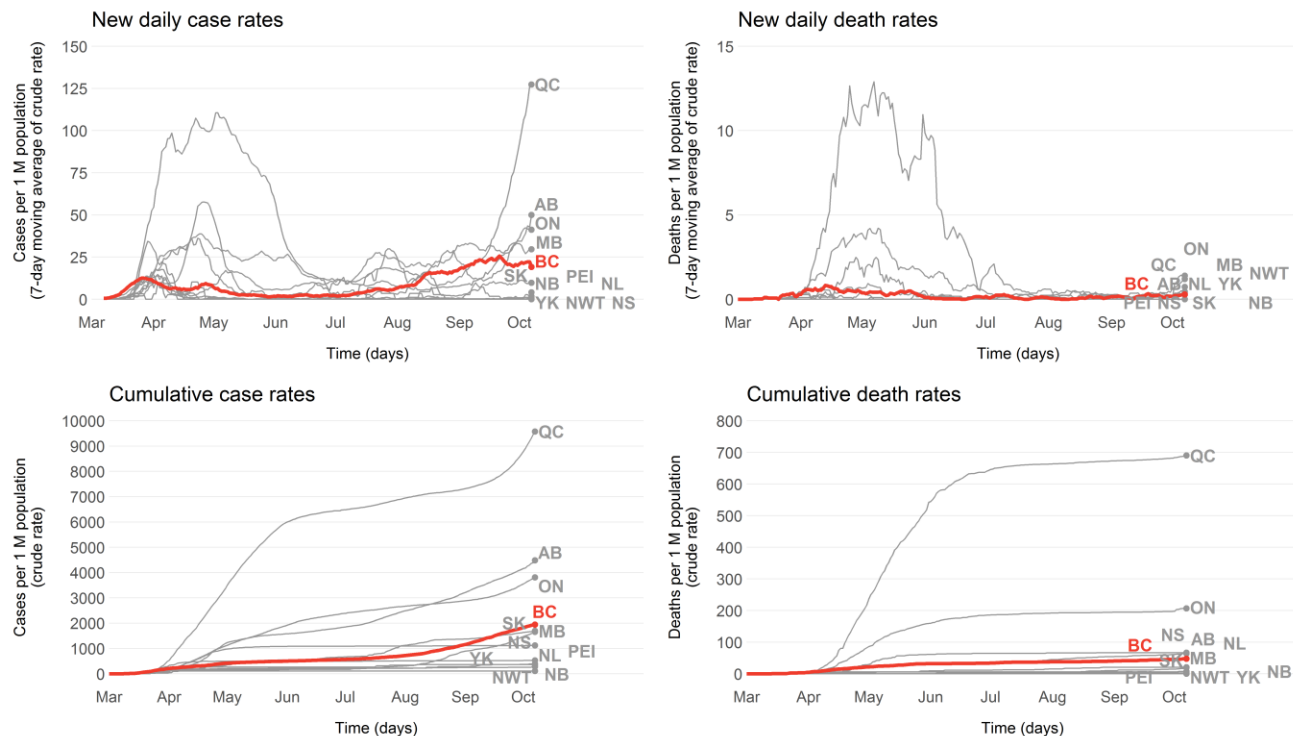 New daily case rates
Cases per 1 M population
(7-day moving average of crude rate)
150
125
100
75
50
25
0
QC
AB
ON
MB
BC
SK PEI
NB NL
YK NWT NS
Mar Apr May Jun Jul Aug Sep Oct
Time (days)
New daily death rates
Deaths per 1 M population
(7-day moving average of crude rate)
15
10
5
0
ON
QC MB NWT
BC AB NL YK
PEI NS SK NB
Mar Apr May Jun Jul Aug Sep Oct
Time (days)
Cumulative case rates
Cases per 1 M population
(crude rate)
10000
9000
8000
7000
6000
5000
4000
3000
2000
1000
0
QC
AB
ON
BC
SK MB
NS PEI
YK NL
NWT NB
Mar Apr May Jun Jul Aug Sep Oct
Time (days)
Cumulative death rates
Deaths per 1 M population
(crude rate)
800
700
600
500
400
300
200
100
0
QC
ON
BC NS AB NL
SK MB
PEI NWT YK NB
Mar Apr May Jun Jul Aug Sep Oct
Time (days)